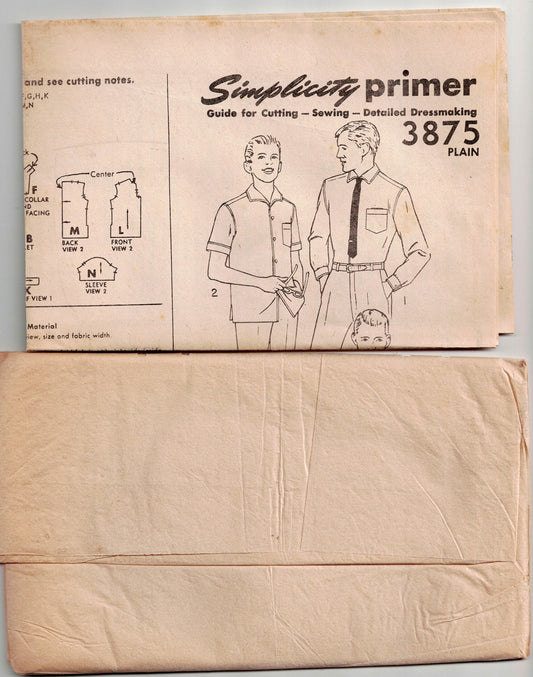 and see cutting notes.
F,G,H,K
M,N
Simplicity primer
Guide for Cutting — Sewing — Detailed Dressmaking
3875
PLAIN
Center
F
COLLAR
FACING
M
L
BACK
VIEW 2
FRONT
VIEW 2
B
N
SLEEVE
VIEW 2
VIEW 1
Material
view, size and fabric width
2
1